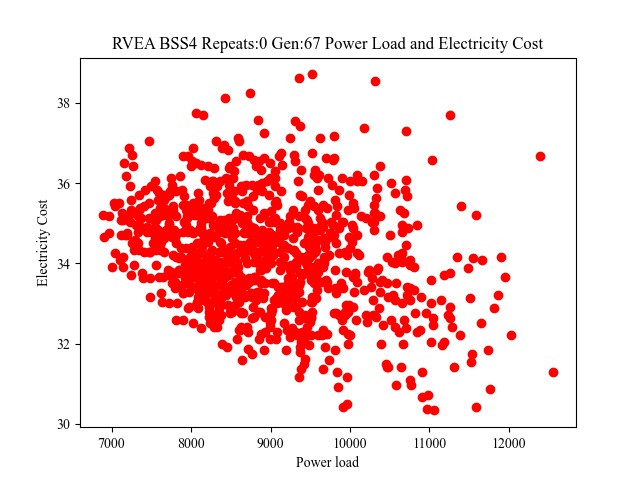 RVEA BSS4 Repeats:0 Gen:67 Power Load and Electricity Cost
Electricity Cost
38
36
34
32
30
7000 8000 9000 10000 11000 12000
Power load